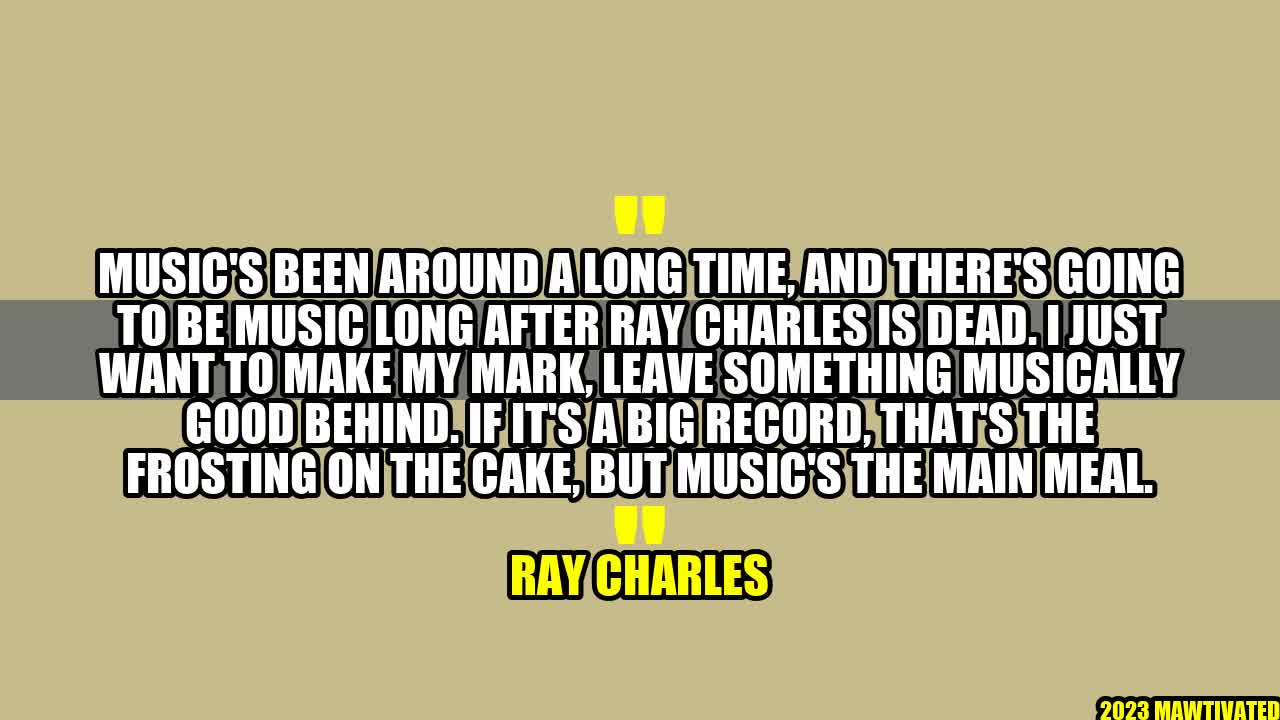 "
MUSIC'S BEEN AROUND A LONG TIME, AND THERE'S GOING
TO BE MUSIC LONG AFTER RAY CHARLES IS DEAD. I JUST
WANT TO MAKE MY MARK, LEAVE SOMETHING MUSICALLY
GOOD BEHIND. IF IT'S A BIG RECORD, THAT'S THE
FROSTING ON THE CAKE, BUT MUSIC'S THE MAIN MEAL.
"
RAY CHARLES
2023 MAWTIVATED